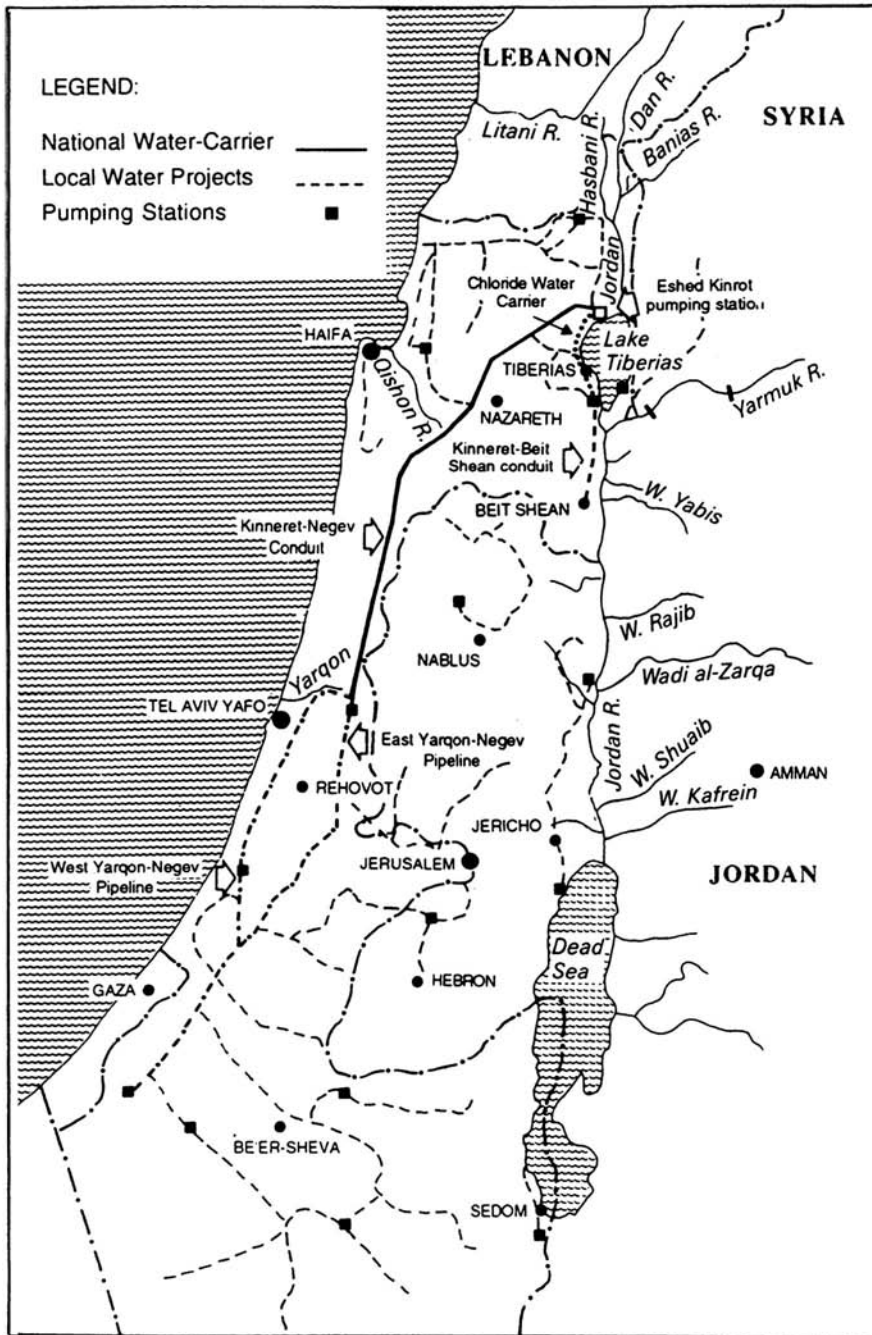 LEGEND:
National Water-Carrier
Local Water Projects
Pumping Stations
LEBANON
SYRIA
Litani R.
Hasbani R.
Dan R.
Banias R.
Jordan
Chloride Water
Carrier
Eshed Kinrot
pumping station
HAIFA
Qishon R.
Lake
Tiberias
TIBERIAS
NAZARETH
Yarmuk R.
Kinneret-Beit
Shean conduit
BEIT SHEAN
W. Yabis
Kinneret-Negev
Conduit
W. Rajib
NABLUS
Wadi al-Zarqa
Yarqon
TEL AVIV YAFO
East Yarqon-Negev
Pipeline
Jordan R.
W. Shuaib
AMMAN
REHOVOT
W. Kafrein
JERICHO
JERUSALEM
West Yarqon-Negev
Pipeline
JORDAN
Dead
Sea
HEBRON
GAZA
BE'ER-SHEVA
SEDOM